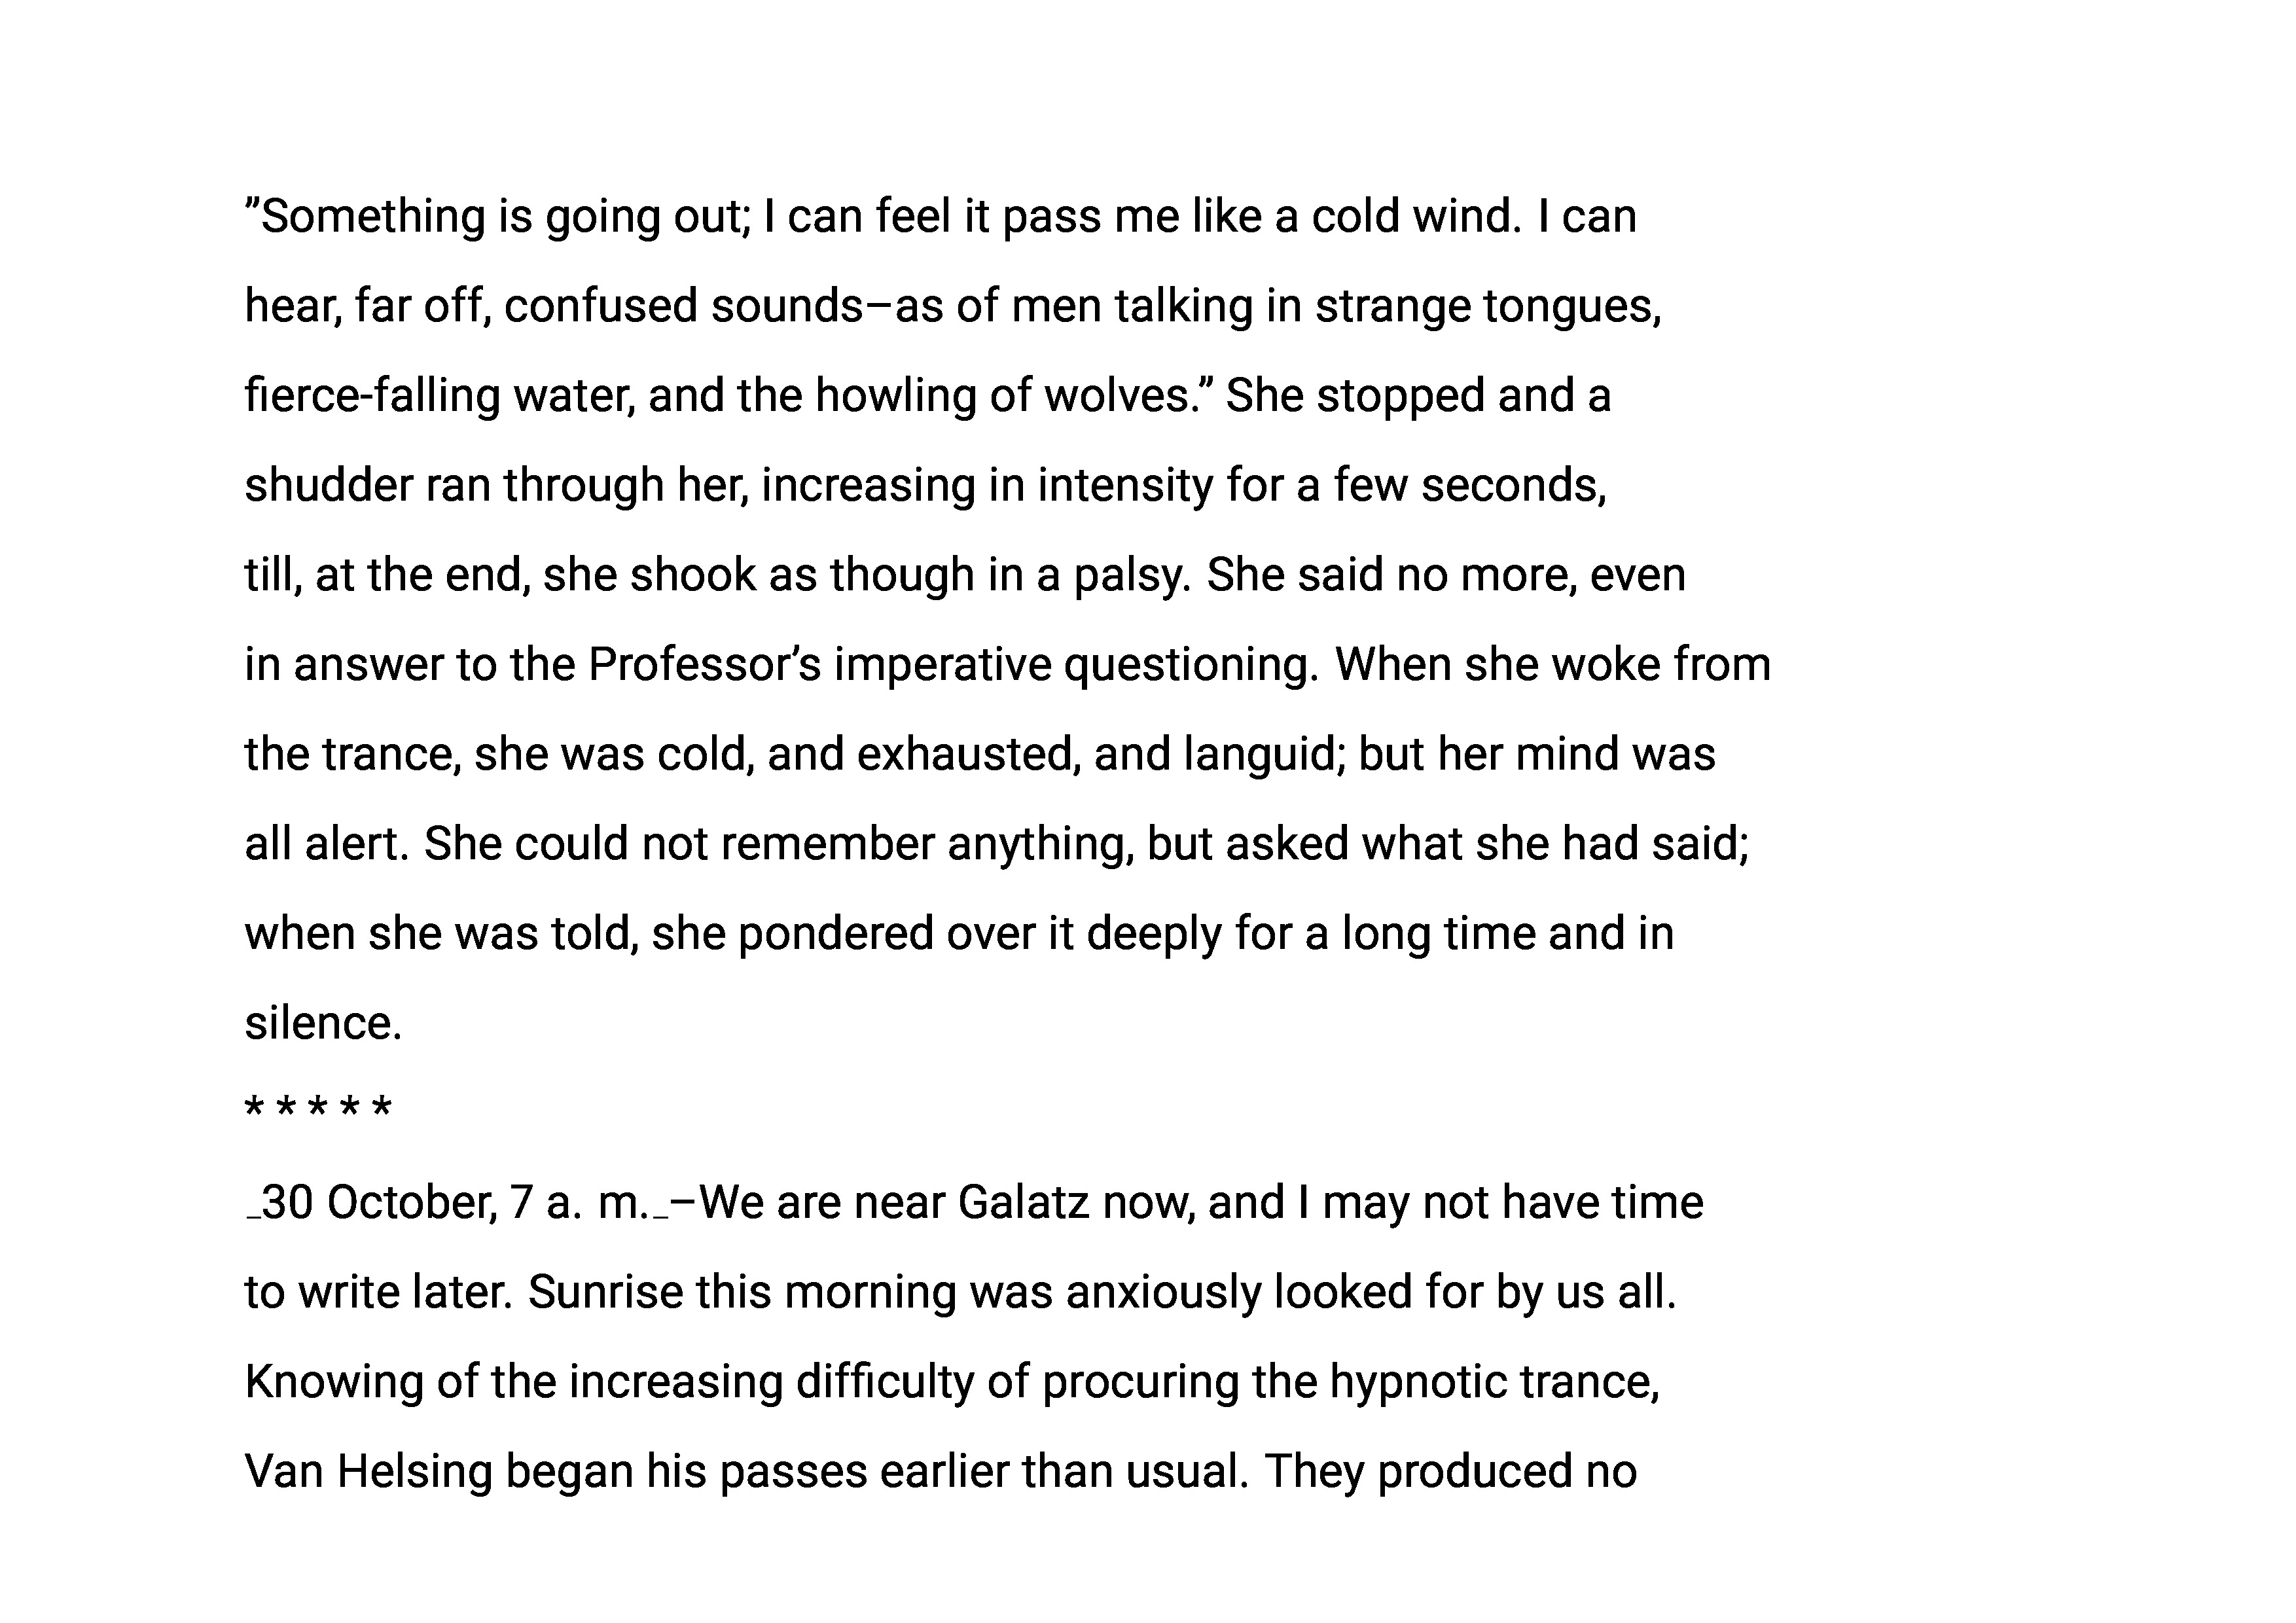 ”Something is going out; I can feel it pass me like a cold wind. I can
hear, far off, confused sounds–as of men talking in strange tongues,
fierce-falling water, and the howling of wolves.” She stopped and a
shudder ran through her, increasing in intensity for a few seconds,
till, at the end, she shook as though in a palsy. She said no more, even
in answer to the Professor’s imperative questioning. When she woke from
the trance, she was cold, and exhausted, and languid; but her mind was
all alert. She could not remember anything, but asked what she had said;
when she was told, she pondered over it deeply for a long time and in
silence.
* * * * *
_30 October, 7 a. m._–We are near Galatz now, and I may not have time
to write later. Sunrise this morning was anxiously looked for by us all.
Knowing of the increasing difficulty of procuring the hypnotic trance,
Van Helsing began his passes earlier than usual. They produced no